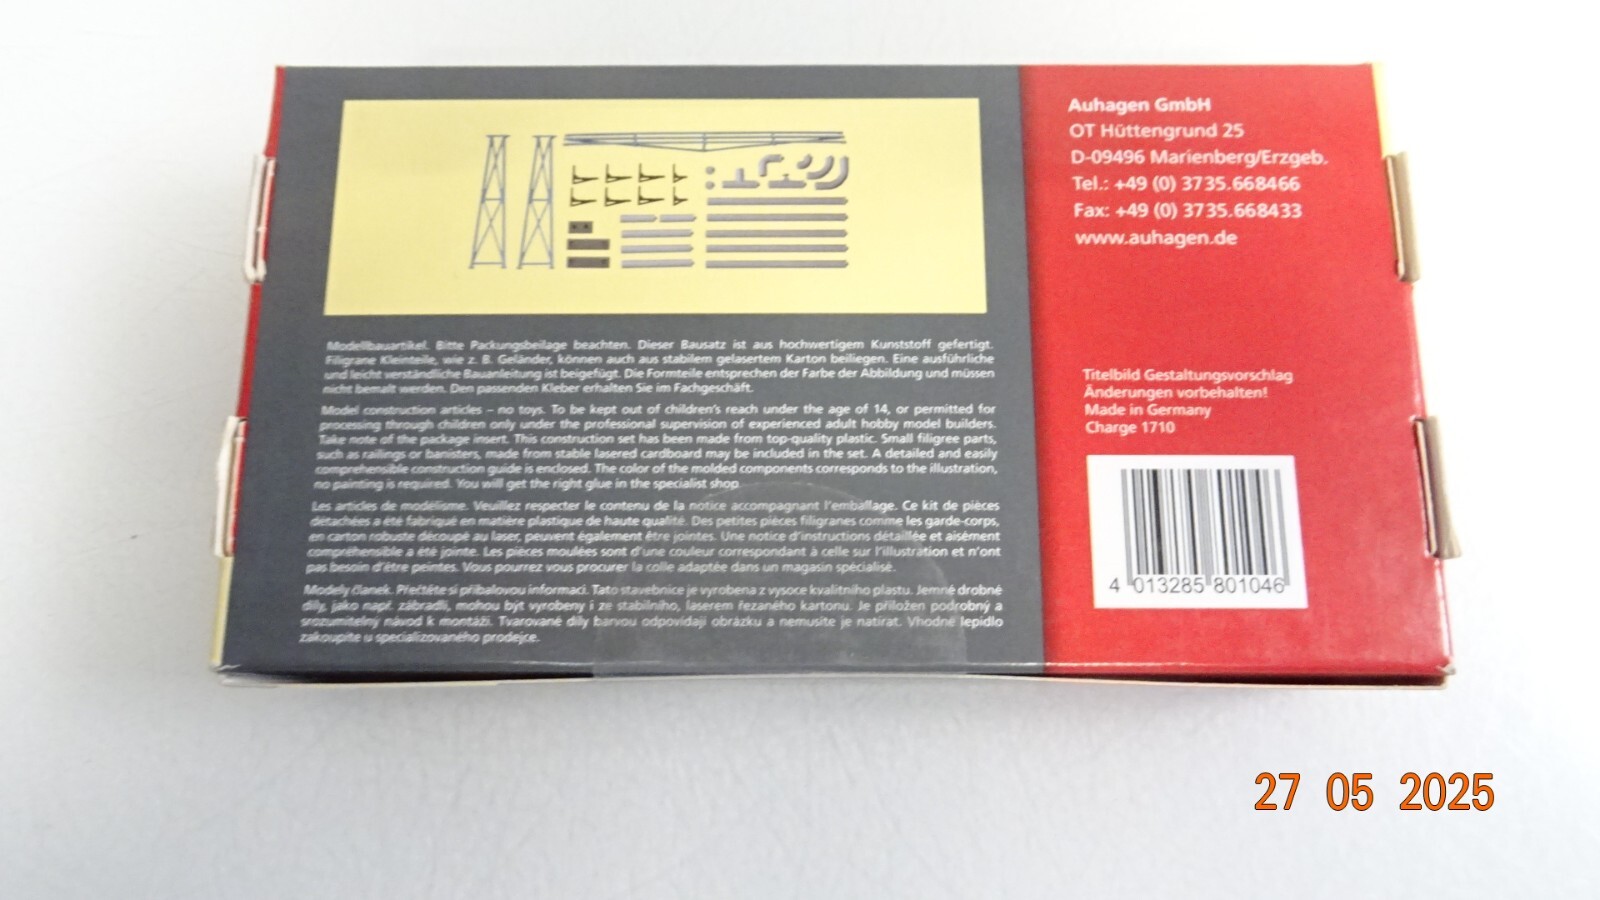 Auhagen GmbH
OT Hüttengrund 25
D-09496 Marienberg/Erzgeb.
Tel.: +49 (0) 3735.668466
Fax: +49 (0) 3735.668433
www.auhagen.de
Modellbauartikel. Bitte Packungsbeilage beachten. Dieser Bausatz ist aus hochwertigem Kunststoff gefertigt.
Filigrane Kleinteile, wie z. B. Geländer, können auch aus stabilem gelasertem Karton beiliegen. Eine ausführliche
und leicht verständliche Bauanleitung ist beigefügt. Die Formteile entsprechen der Farbe der Abbildung und müssen
nicht bemalt werden. Den passenden Kleber erhalten Sie im Fachgeschäft.
Model construction articles – no toys. To be kept out of children's reach under the age of 14, or permitted for
processing through children only under the professional supervision of experienced adult hobby model builders.
Take note of the package insert. This construction set has been made from top-quality plastic. Small filigree parts,
such as railings or banisters, made from stable lasered cardboard may be included in the set. A detailed and easily
comprehensible construction guide is enclosed. The color of the molded components corresponds to the illustration,
no painting is required. You will get the right glue in the specialist shop
Les articles de modélisme. Veuillez respecter le contenu de la notice accompagnant l'emballage. Ce kit de pièces
détachées a été fabriqué en matière plastique de haute qualité. Des petites pièces filigranes comme les garde-corps,
en carton robuste découpé au laser, peuvent également être jointes. Une notice d'instructions détaillée et aisément
compréhensible a été jointe. Les pièces moulées sont d'une couleur correspondant à celle sur l'illustration et n'ont
pas besoin d'être peintes. Vous pourrez vous procurer la colle adaptée dans un magasin spécialisé.
Modely članek. Přečtěte si přibalovou informaci. Tato stavebnice je vyrobena z vysoce kvalitního plastu. Jemné drobné
díly, jako např. zábradlí, mohou být vyrobeny i ze stabilního, laserem řezaného kartonu. Je přiložen podrobný a
srozumitelný návod k montáži. Tvarované díly barvou odpovídají obrázku a nemusíte je natírat. Vhodné lepidlo
zakoupíte u specializovaného prodejce.
Titelbild Gestaltungsvorschlag
Änderungen vorbehalten!
Made in Germany
Charge 1710
4 013285 801046
27 05 2025